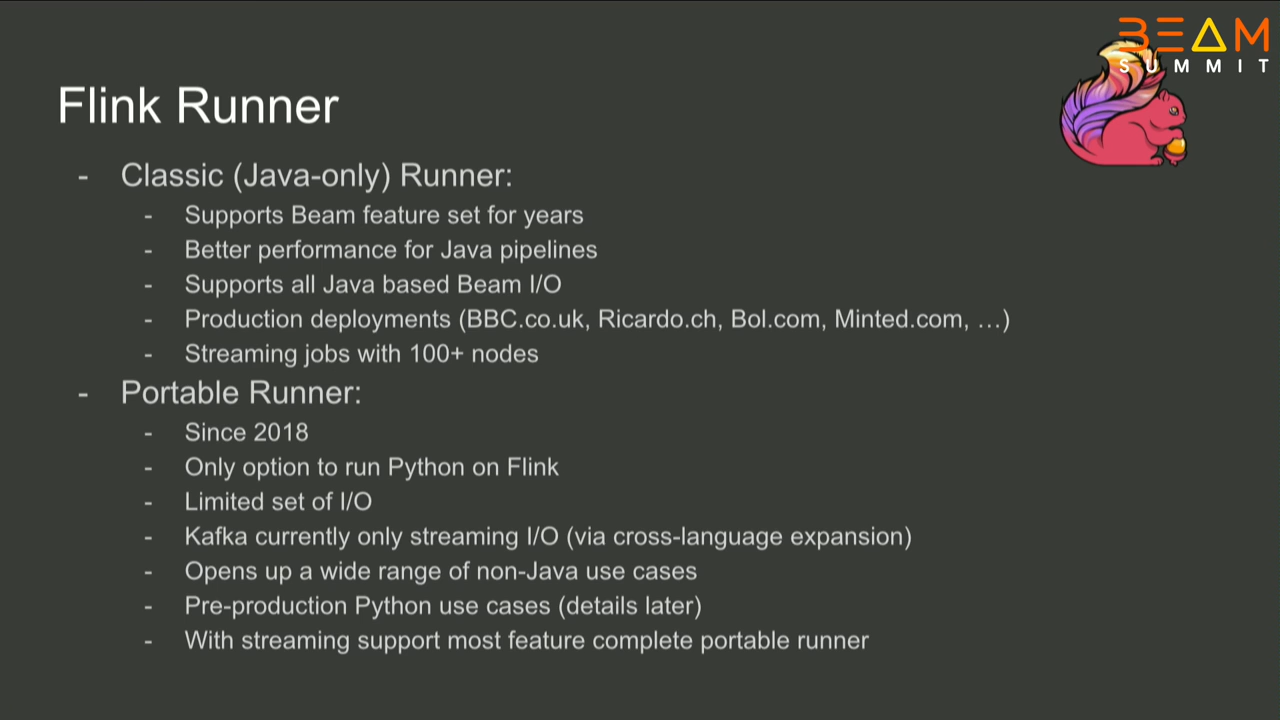 BEAM
SUMMIT
Flink Runner
- Classic (Java-only) Runner:
- Supports Beam feature set for years
- Better performance for Java pipelines
- Supports all Java based Beam I/O
- Production deployments (BBC.co.uk, Ricardo.ch, Bol.com, Minted.com, …)
- Streaming jobs with 100+ nodes
- Portable Runner:
- Since 2018
- Only option to run Python on Flink
- Limited set of I/O
- Kafka currently only streaming I/O (via cross-language expansion)
- Opens up a wide range of non-Java use cases
- Pre-production Python use cases (details later)
- With streaming support most feature complete portable runner